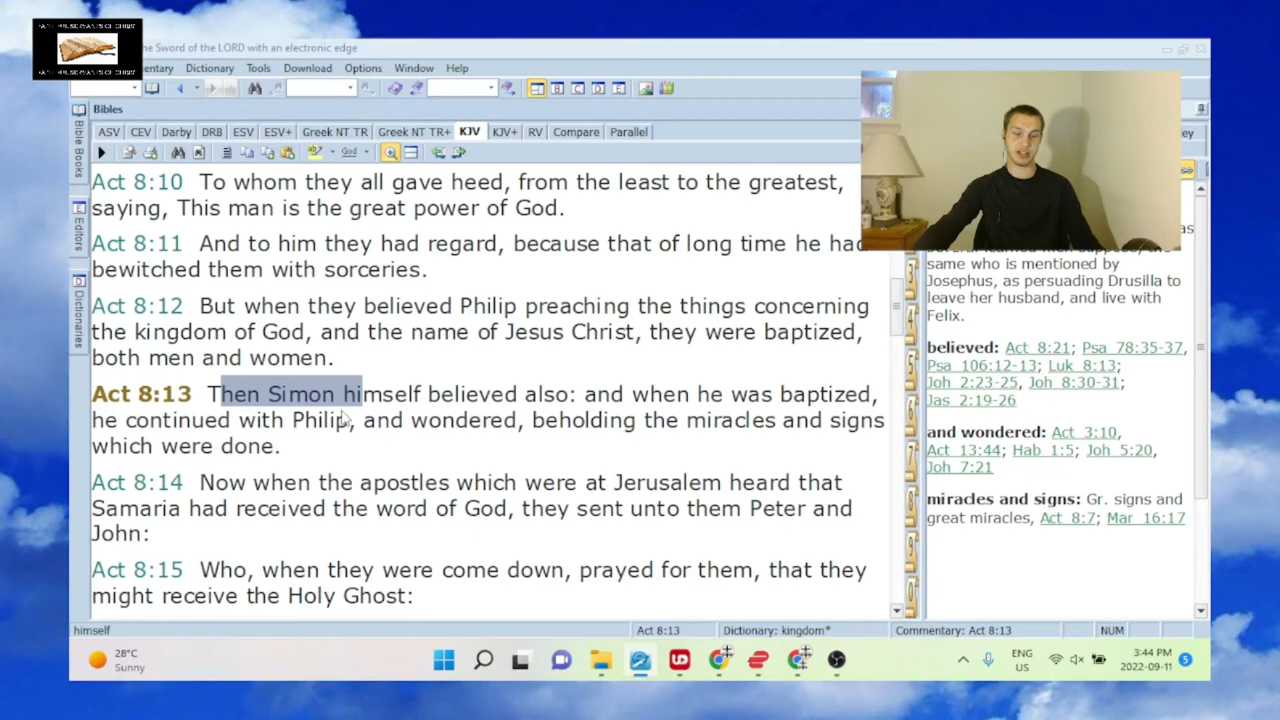 FAITHFUL SERVANTS OF CHRIST
the Sword of the LORD with an electronic edge
Dictionary Tools Download Options Window Help
Bibles
ASV CEV Darby DRB ESV ESV+ Greek NT TR Greek NT TR+ KJV KJV+ RV Compare Parallel
Bible Books
Editors
Dictionaries
Act 8:10 To whom they all gave heed, from the least to the greatest,
saying, This man is the great power of God.
Act 8:11 And to him they had regard, because that of long time he had
bewitched them with sorceries.
Act 8:12 But when they believed Philip preaching the things concerning
the kingdom of God, and the name of Jesus Christ, they were baptized,
both men and women.
Act 8:13 Then Simon himself believed also: and when he was baptized,
he continued with Philip, and wondered, beholding the miracles and signs
which were done.
Act 8:14 Now when the apostles which were at Jerusalem heard that
Samaria had received the word of God, they sent unto them Peter and
John:
Act 8:15 Who, when they were come down, prayed for them, that they
might receive the Holy Ghost:
same who is mentioned by
Josephus, as persuading Drusilla to
leave her husband, and live with
Felix.
believed: Act 8:21; Psa 78:35-37,
Psa 106:12-13; Luk 8:13;
Joh 2:23-25, Joh 8:30-31;
Jas 2:19-26
and wondered: Act 3:10,
Act 13:44; Hab 1:5; Joh 5:20,
Joh 7:21
miracles and signs: Gr. signs and
great miracles, Act 8:7; Mar 16:17
himself Act 8:13 Dictionary: kingdom* Commentary: Act 8:13 NUM
28°C
Sunny
ENG
US
3:44 PM
2022-09-11
5